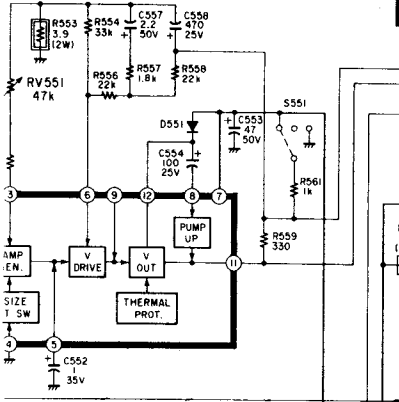 R553
3.9
(2W)
R554
33k
C557
2.2
50V
C558
470
25V
RV551
47k
R556
22k
R557
1.8k
R558
22k
D551
C554
100
25V
C553
47
50V
S551
R561
1k
3
6
9
12
8
7
PUMP
UP
R559
330
AMP
EN.
V
DRIVE
V
OUT
11
SIZE
T SW
THERMAL
PROT.
4
5
C552
1
35V